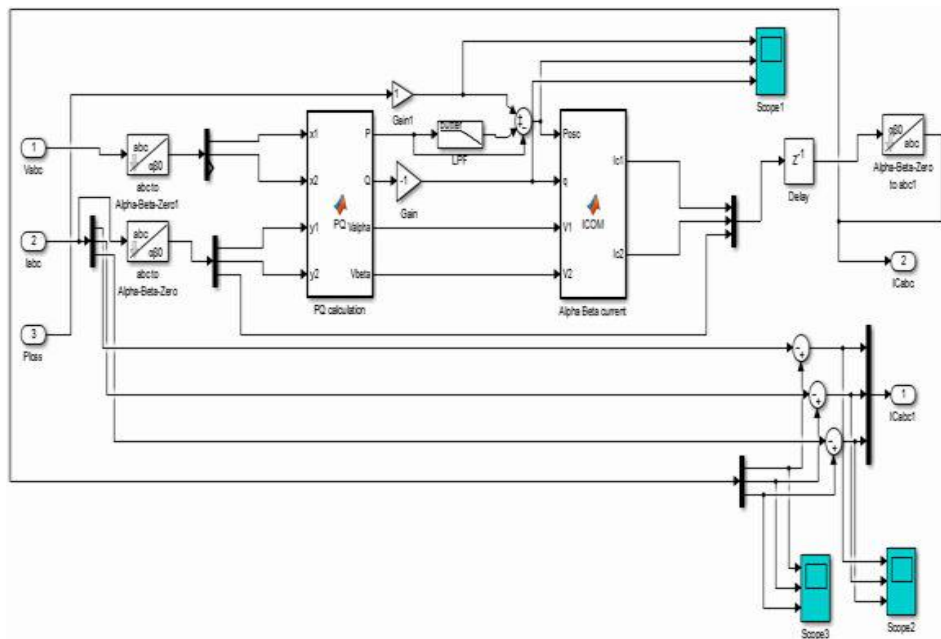 Scope1
1
Gain1
butter
LPF
1
Vabc
abc
αβ0
abc to
Alpha-Beta-Zero1
x1
x2
P
Q
-1
Gain
Posc
q
Ic1
Z-1
Delay
αβ0
abc
Alpha-Beta-Zero
to abc1
2
Iabc
abc
αβ0
abc to
Alpha-Beta-Zero
y1
y2
PQ
Valpha
Vbeta
PQ calculation
ICOM
V1
V2
Ic2
Alpha Beta current
2
ICabc
3
Ploss
1
ICabc1
Scope3
Scope2